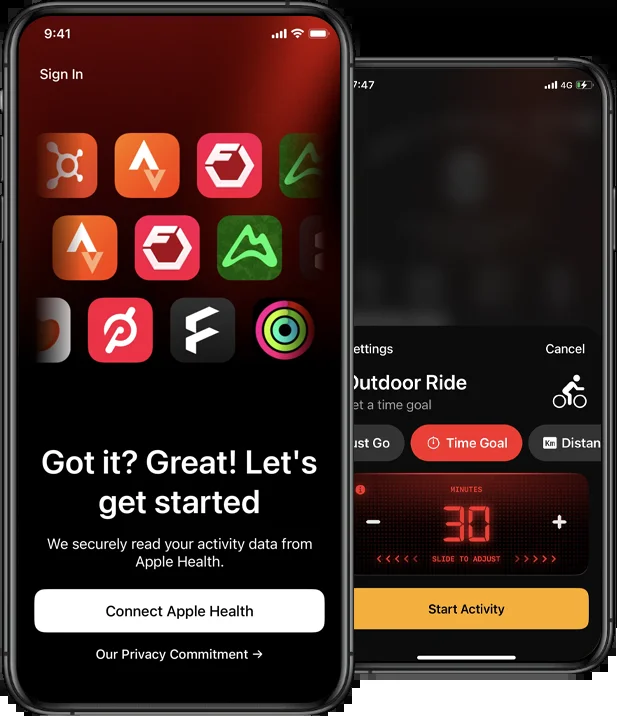 9:41
Sign In
Got it? Great! Let's
get started
We securely read your activity data from
Apple Health.
Connect Apple Health
Our Privacy Commitment →
7:47
4G
ettings
Cancel
Outdoor Ride
et a time goal
ust Go
Time Goal
Km
Distan
MINUTES
− 30 +
<<<<< SLIDE TO ADJUST >>>>>
Start Activity